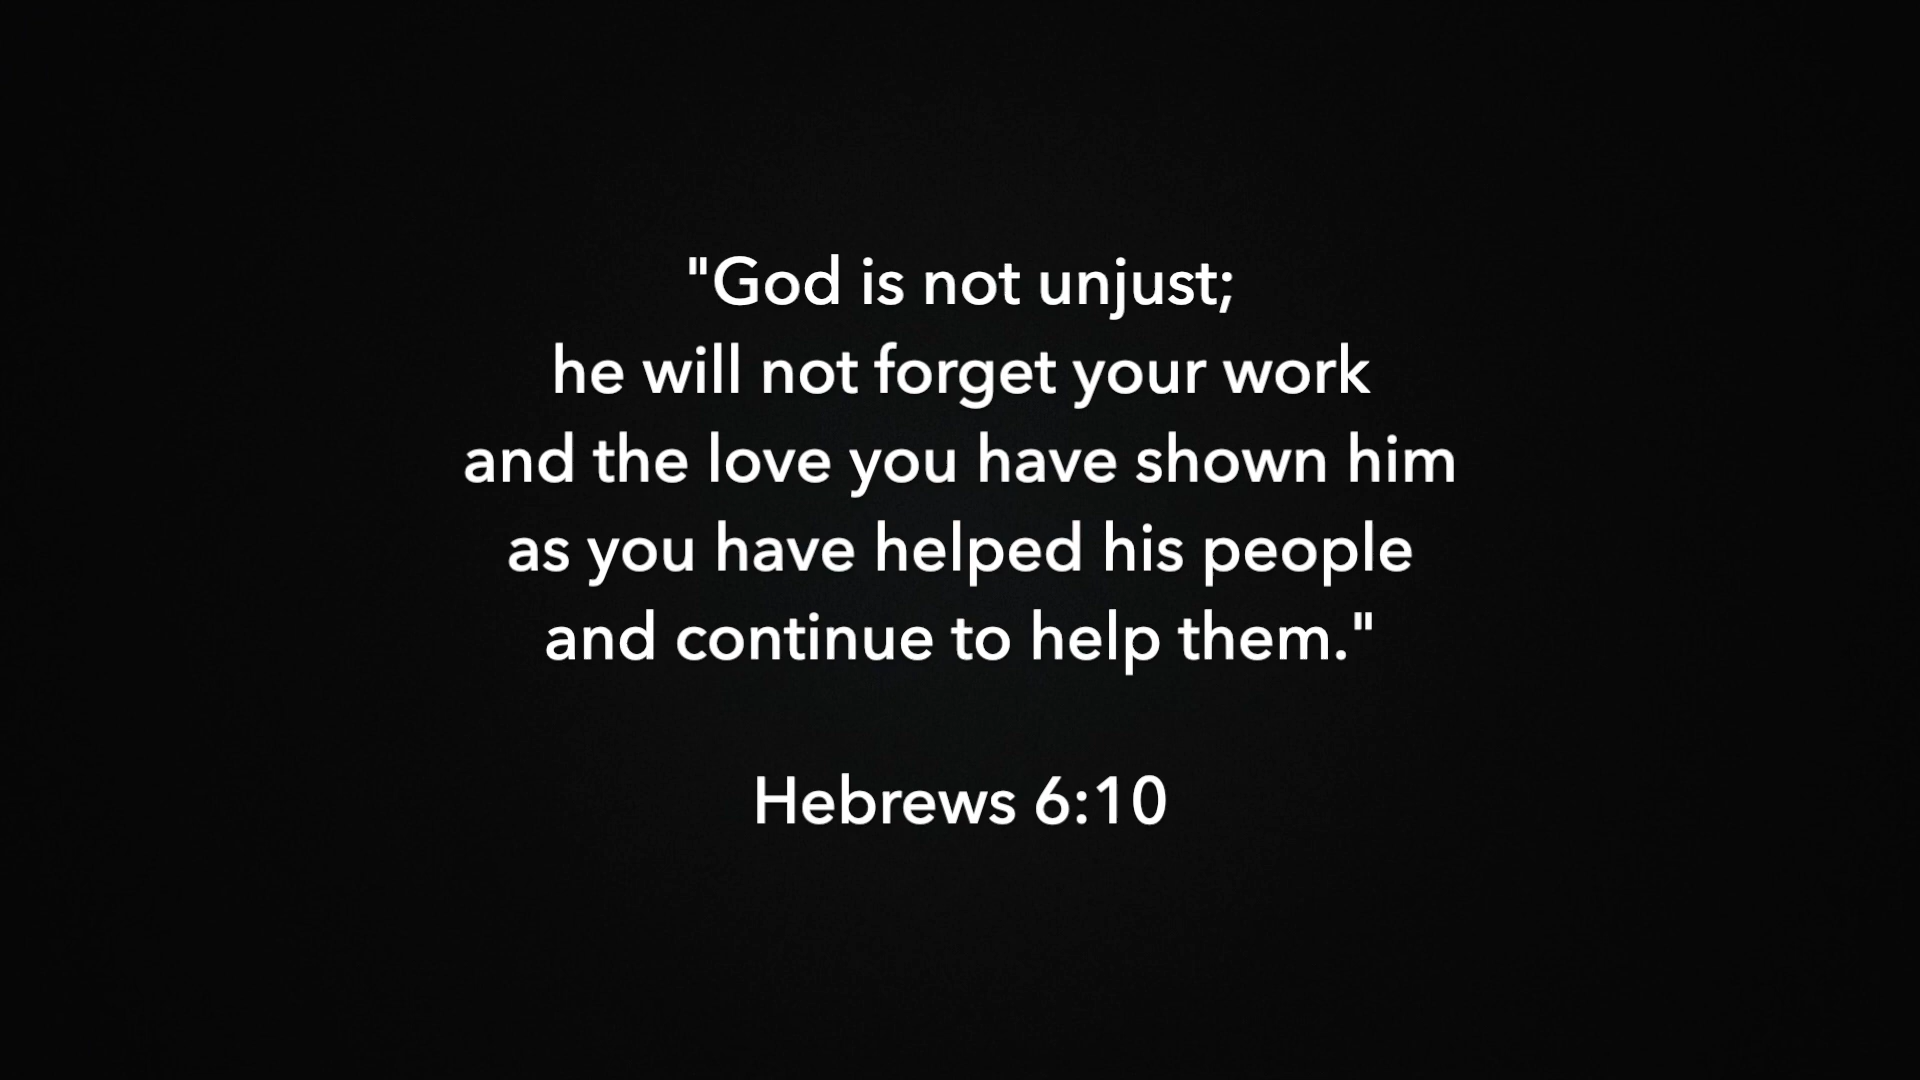 "God is not unjust;
he will not forget your work
and the love you have shown him
as you have helped his people
and continue to help them."
Hebrews 6:10